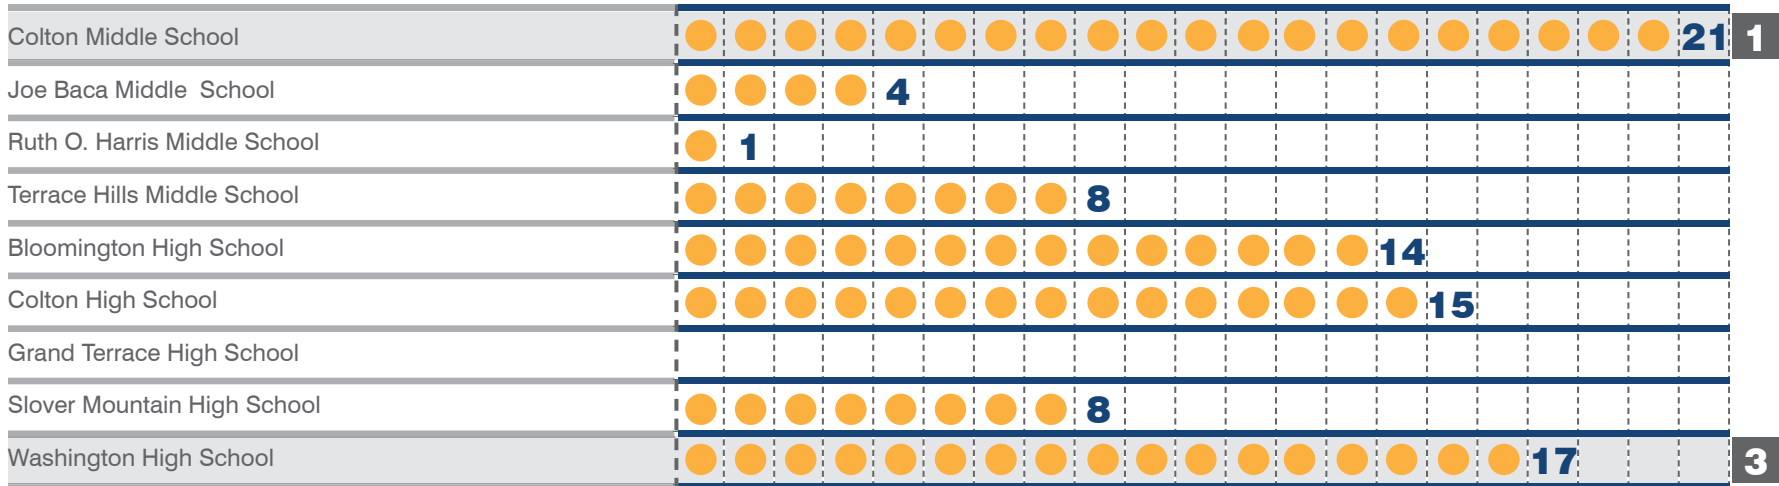 Colton Middle School 21 1
Joe Baca Middle School 4
Ruth O. Harris Middle School 1
Terrace Hills Middle School 8
Bloomington High School 14
Colton High School 15
Grand Terrace High School
Slover Mountain High School 8
Washington High School 17 3